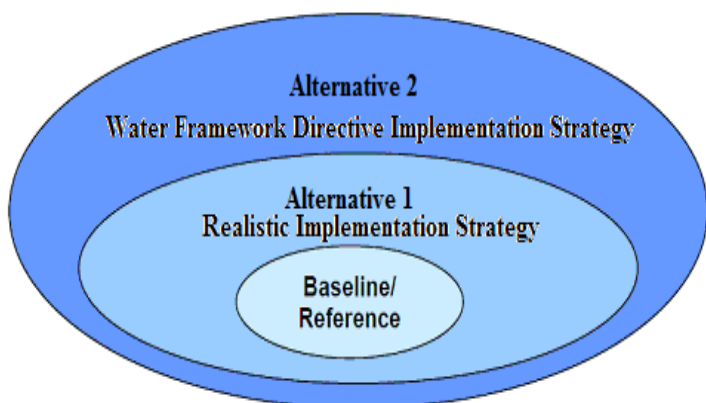 Alternative 2
Water Framework Directive Implementation Strategy
Alternative 1
Realistic Implementation Strategy
Baseline/
Reference